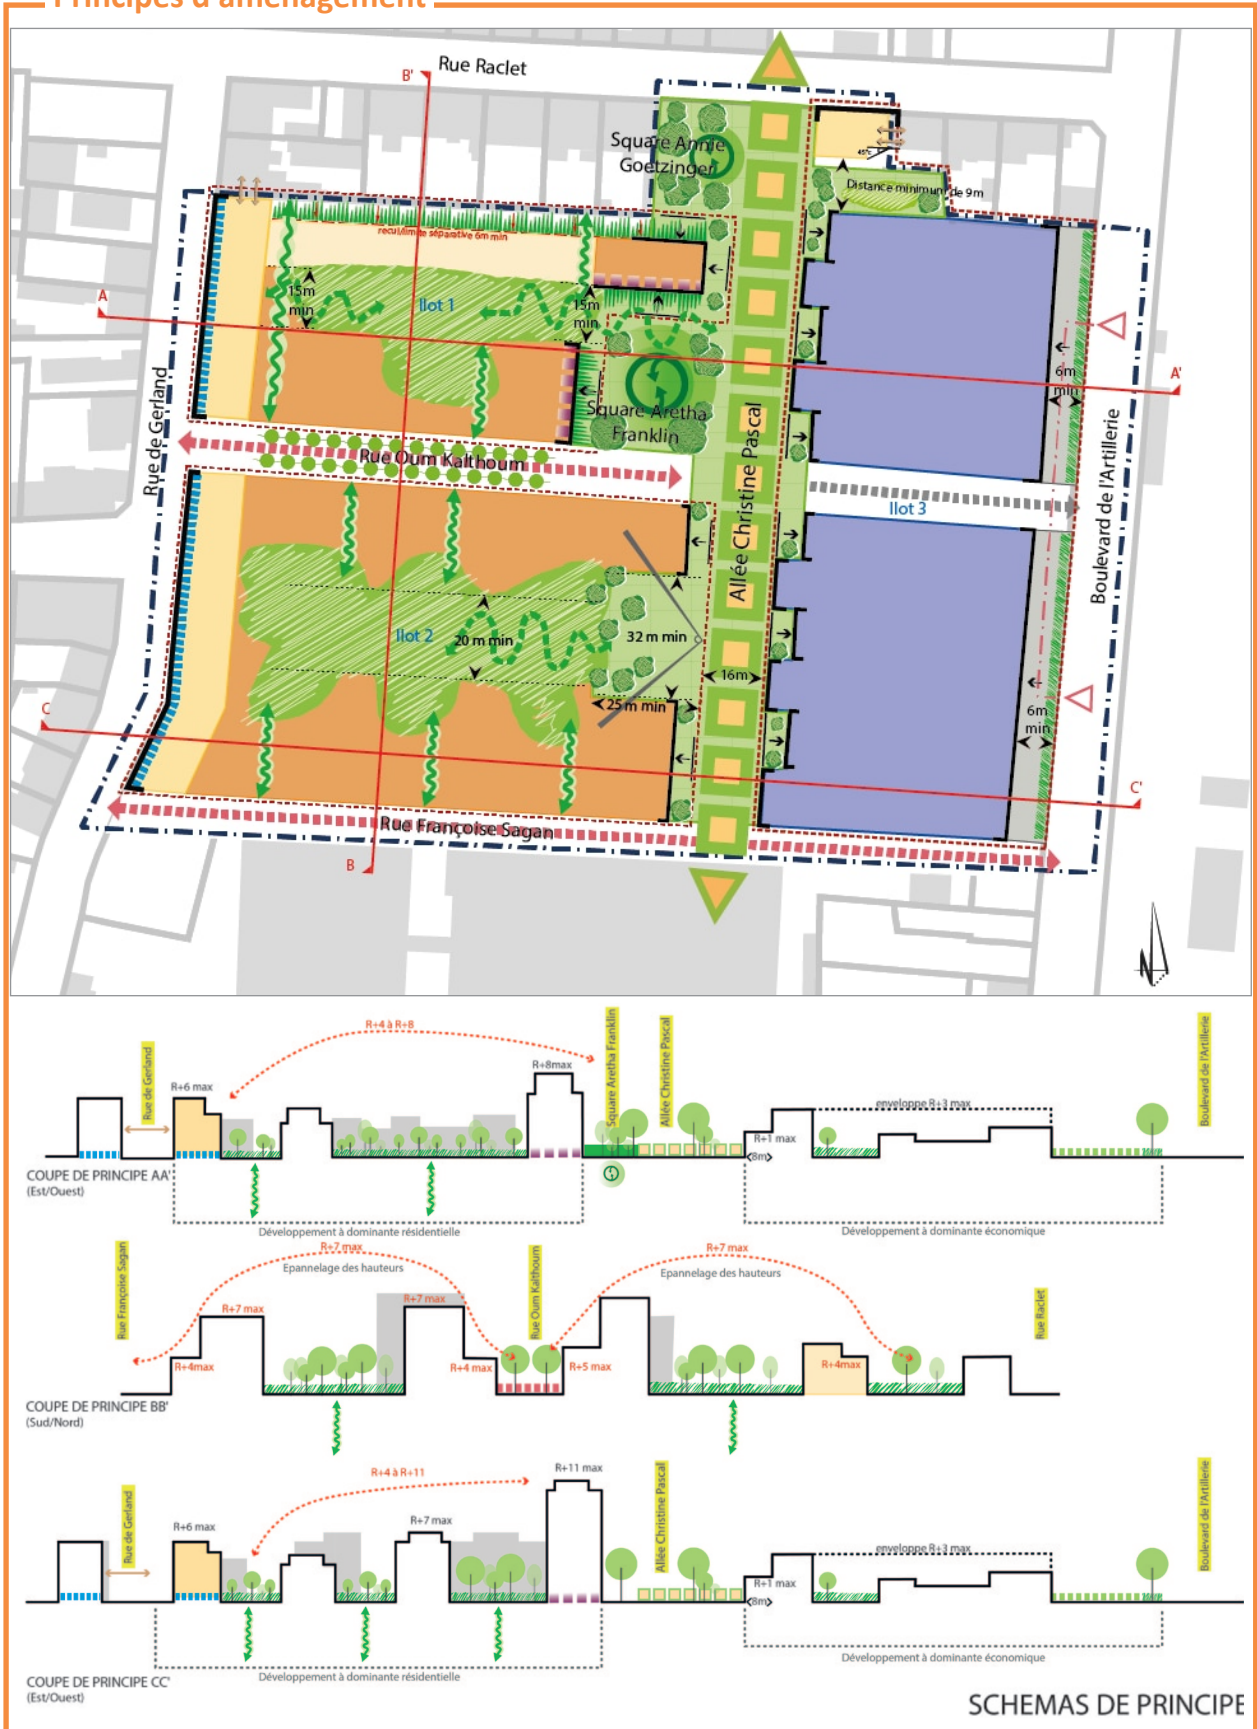 Principes d'aménagement
B'
Rue Raclet
Square Annie
Goetzinger
45°
Distance minimum de 9m
recul/limite séparative 6m min
A
15m
min
Ilot 1
15m
min
6m
min
A'
Rue de Gerland
Square Aretha
Franklin
Allée Christine Pascal
Rue Oum Kalthoum
Ilot 3
Boulevard de l'Artillerie
Ilot 2
20 m min
32 m min
16m
25 m min
6m
min
C
C'
Rue Françoise Sagan
B
N
R+4 à R+8
Square Aretha Franklin
Allée Christine Pascal
Boulevard de l'Artillerie
Rue de Gerland
R+6 max
R+8max
enveloppe R+3 max
R+1 max
8m
COUPE DE PRINCIPE AA'
(Est/Ouest)
Développement à dominante résidentielle
Développement à dominante économique
Rue Françoise Sagan
R+7 max
Epannelage des hauteurs
Rue Oum Kalthoum
R+7 max
Epannelage des hauteurs
Rue Raclet
R+7 max
R+7 max
R+4max
R+4 max
R+5 max
R+4max
COUPE DE PRINCIPE BB'
(Sud/Nord)
R+4 à R+11
R+11 max
Allée Christine Pascal
Boulevard de l'Artillerie
Rue de Gerland
R+6 max
R+7 max
enveloppe R+3 max
R+1 max
8m
Développement à dominante résidentielle
Développement à dominante économique
COUPE DE PRINCIPE CC'
(Est/Ouest)
SCHEMAS DE PRINCIPE